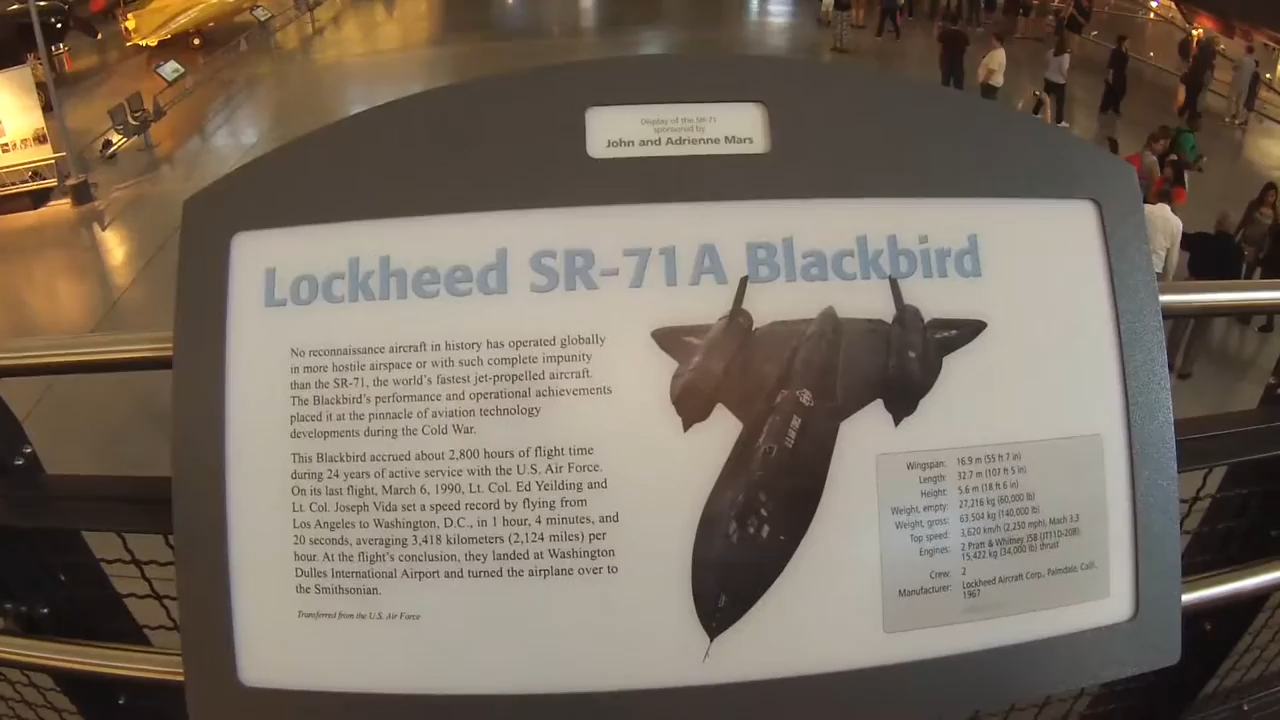 Display of the SR-71
sponsored by
John and Adrienne Mars
Lockheed SR-71A Blackbird
No reconnaissance aircraft in history has operated globally
in more hostile airspace or with such complete impunity
than the SR-71, the world's fastest jet-propelled aircraft.
The Blackbird's performance and operational achievements
placed it at the pinnacle of aviation technology
developments during the Cold War.
This Blackbird accrued about 2,800 hours of flight time
during 24 years of active service with the U.S. Air Force.
On its last flight, March 6, 1990, Lt. Col. Ed Yeilding and
Lt. Col. Joseph Vida set a speed record by flying from
Los Angeles to Washington, D.C., in 1 hour, 4 minutes, and
20 seconds, averaging 3,418 kilometers (2,124 miles) per
hour. At the flight's conclusion, they landed at Washington
Dulles International Airport and turned the airplane over to
the Smithsonian.
Transferred from the U.S. Air Force
Wingspan: 16.9 m (55 ft 7 in)
Length: 32.7 m (107 ft 5 in)
Height: 5.6 m (18 ft 6 in)
Weight, empty: 27,216 kg (60,000 lb)
Weight, gross: 63,504 kg (140,000 lb)
Top speed: 3,620 km/h (2,250 mph), Mach 3.3
Engines: 2 Pratt & Whitney J58 (JT11D-20B)
15,422 kg (34,000 lb) thrust
Crew: 2
Manufacturer: Lockheed Aircraft Corp., Palmdale, Calif.,
1967